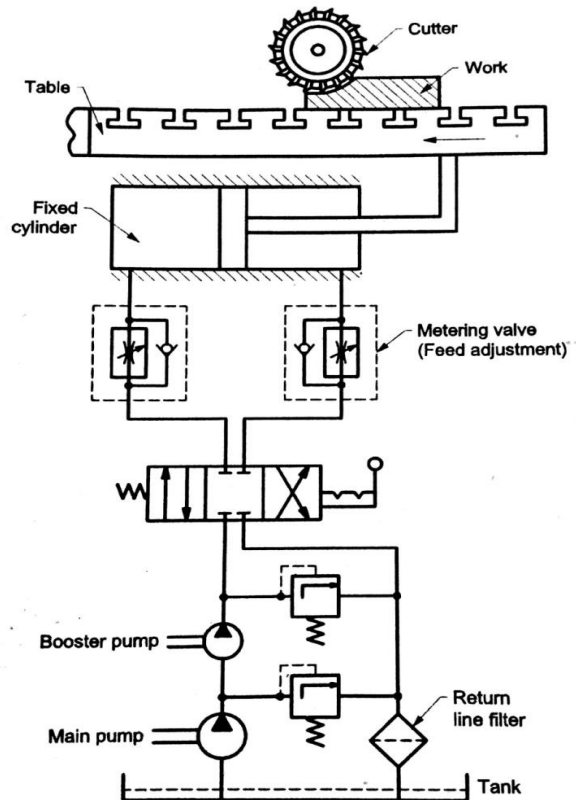 Cutter
Work
Table
Fixed
cylinder
Metering valve
(Feed adjustment)
Booster pump
Main pump
Return
line filter
Tank